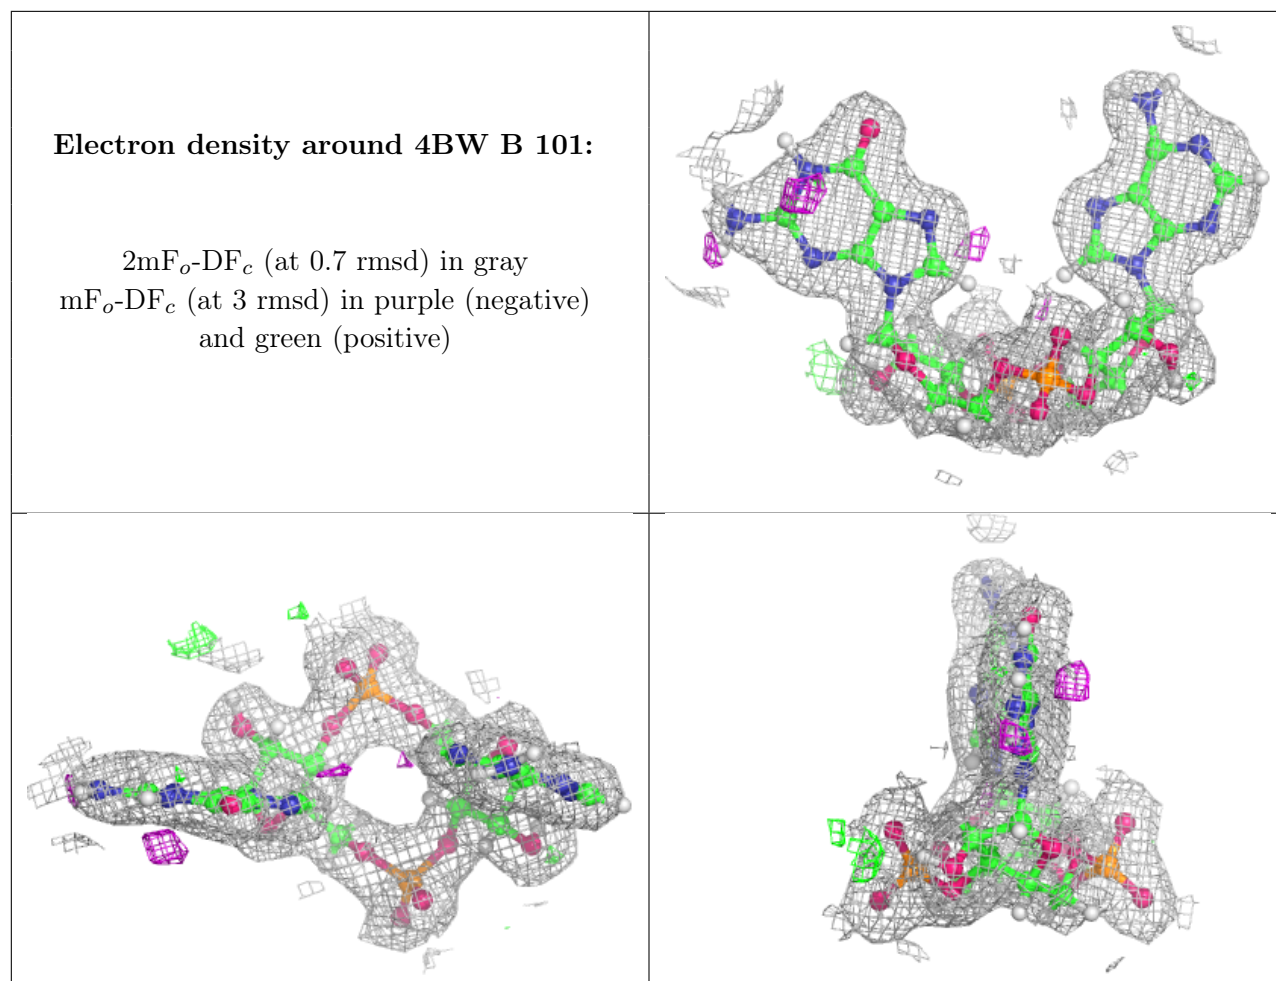 Electron density around 4BW B 101:
2mFo-DFc (at 0.7 rmsd) in gray
mFo-DFc (at 3 rmsd) in purple (negative)
and green (positive)